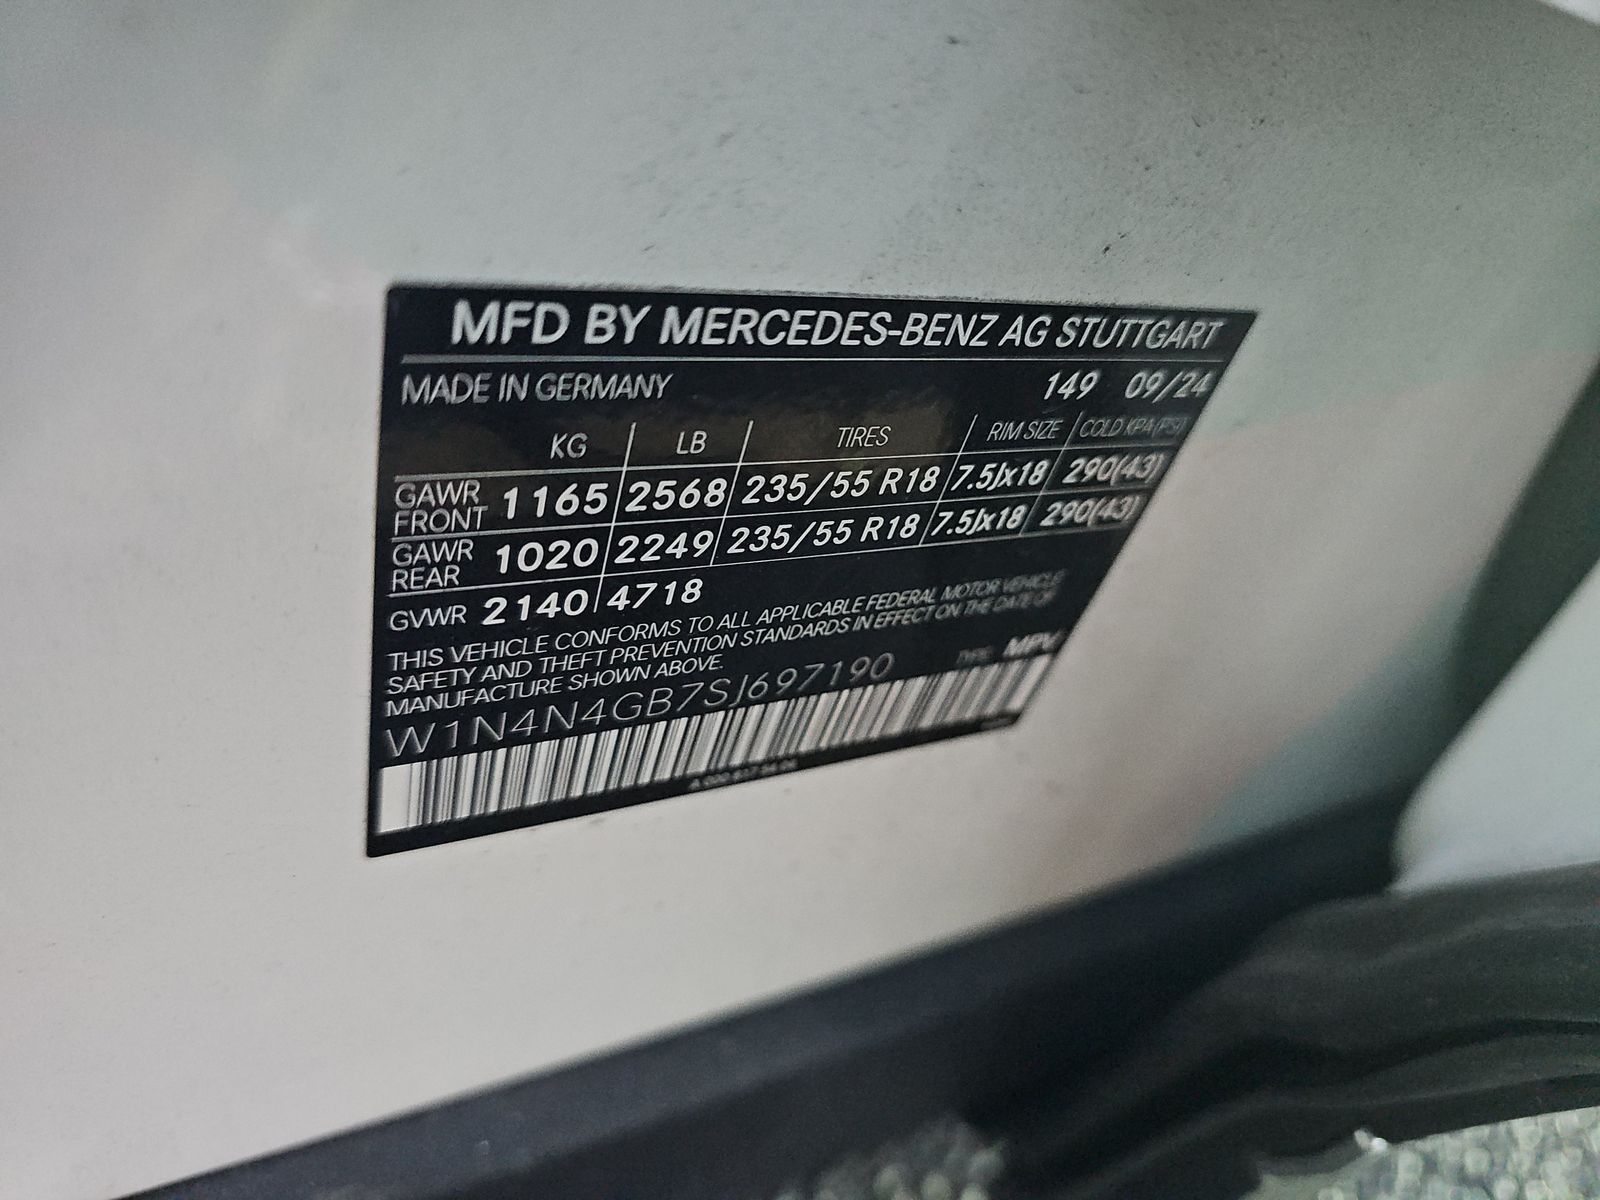 MFD BY MERCEDES-BENZ AG STUTTGART
MADE IN GERMANY 149 09/24
KG LB TIRES RIM SIZE COLD KPA(PSI)
GAWR FRONT 1165 2568 235/55 R18 7.5Jx18 290(43)
GAWR REAR 1020 2249 235/55 R18 7.5Jx18 290(43)
GVWR 2140 4718
THIS VEHICLE CONFORMS TO ALL APPLICABLE FEDERAL MOTOR VEHICLE
SAFETY AND THEFT PREVENTION STANDARDS IN EFFECT ON THE DATE OF
MANUFACTURE SHOWN ABOVE.
W1N4N4GB7SJ697190 TYPE: MPV